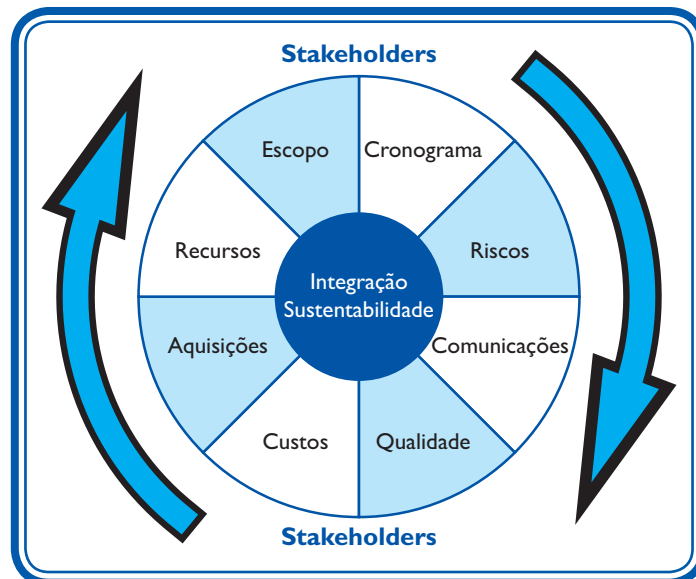 Stakeholders
Escopo
Cronograma
Recursos
Riscos
Integração
Sustentabilidade
Aquisições
Comunicações
Custos
Qualidade
Stakeholders